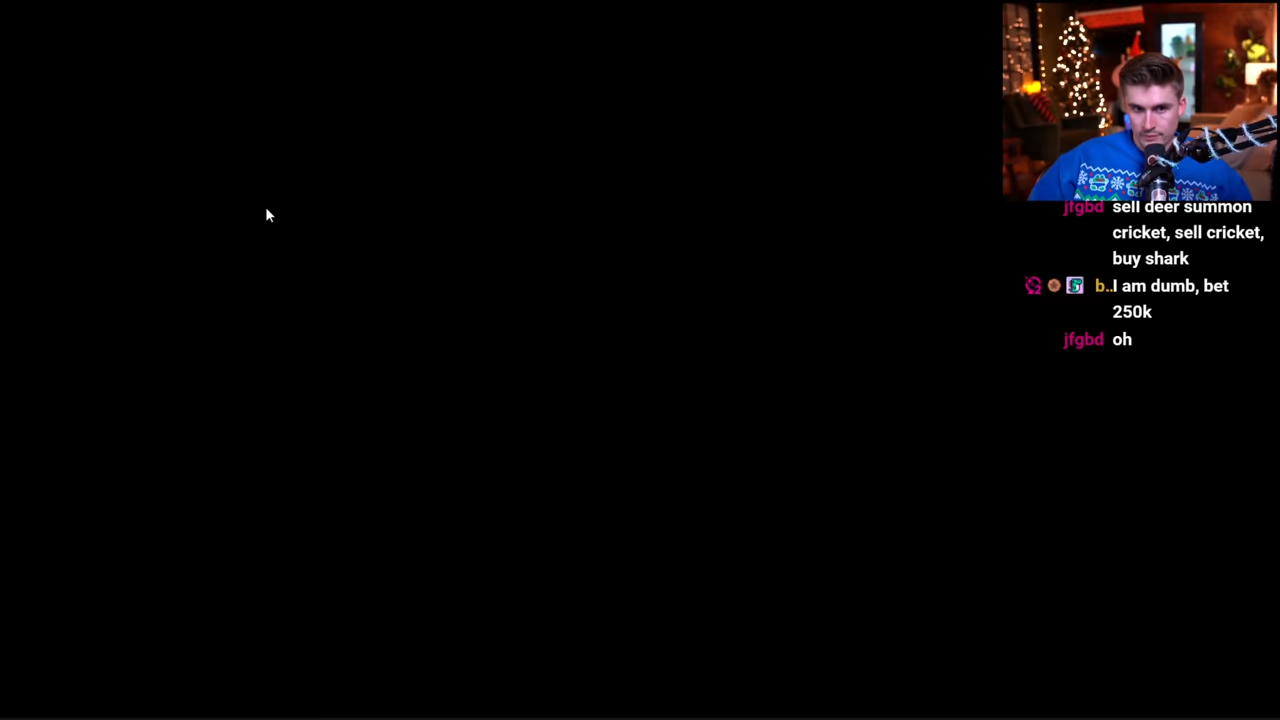 jfgbd sell deer summon
cricket, sell cricket,
buy shark
b..I am dumb, bet
250k
jfgbd oh